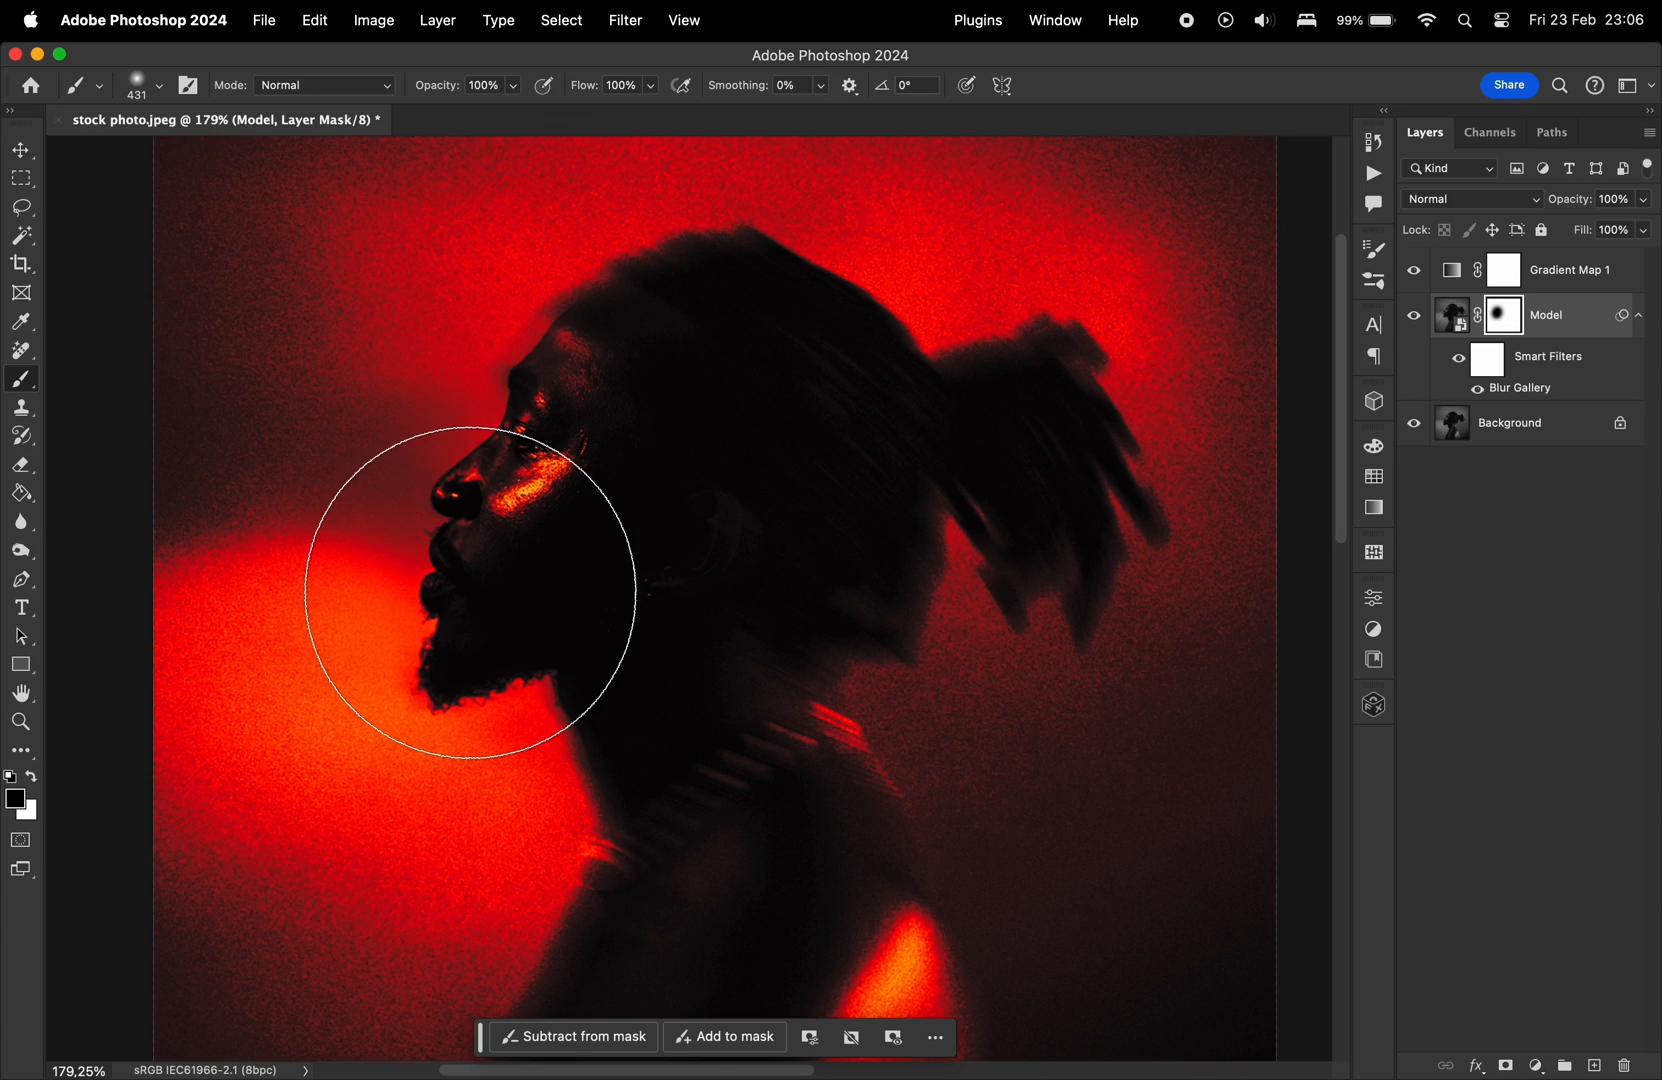 Adobe Photoshop 2024 File Edit Image Layer Type Select Filter View Plugins Window Help 99% Fri 23 Feb 23:06
Adobe Photoshop 2024
431 Mode: Normal Opacity: 100% Flow: 100% Smoothing: 0% 0° Share
stock photo.jpeg @ 179% (Model, Layer Mask/8) *
Layers Channels Paths
Kind
Normal Opacity: 100%
Lock: Fill: 100%
Gradient Map 1
Model
Smart Filters
Blur Gallery
Background
Subtract from mask Add to mask
179,25% sRGB IEC61966-2.1 (8bpc)